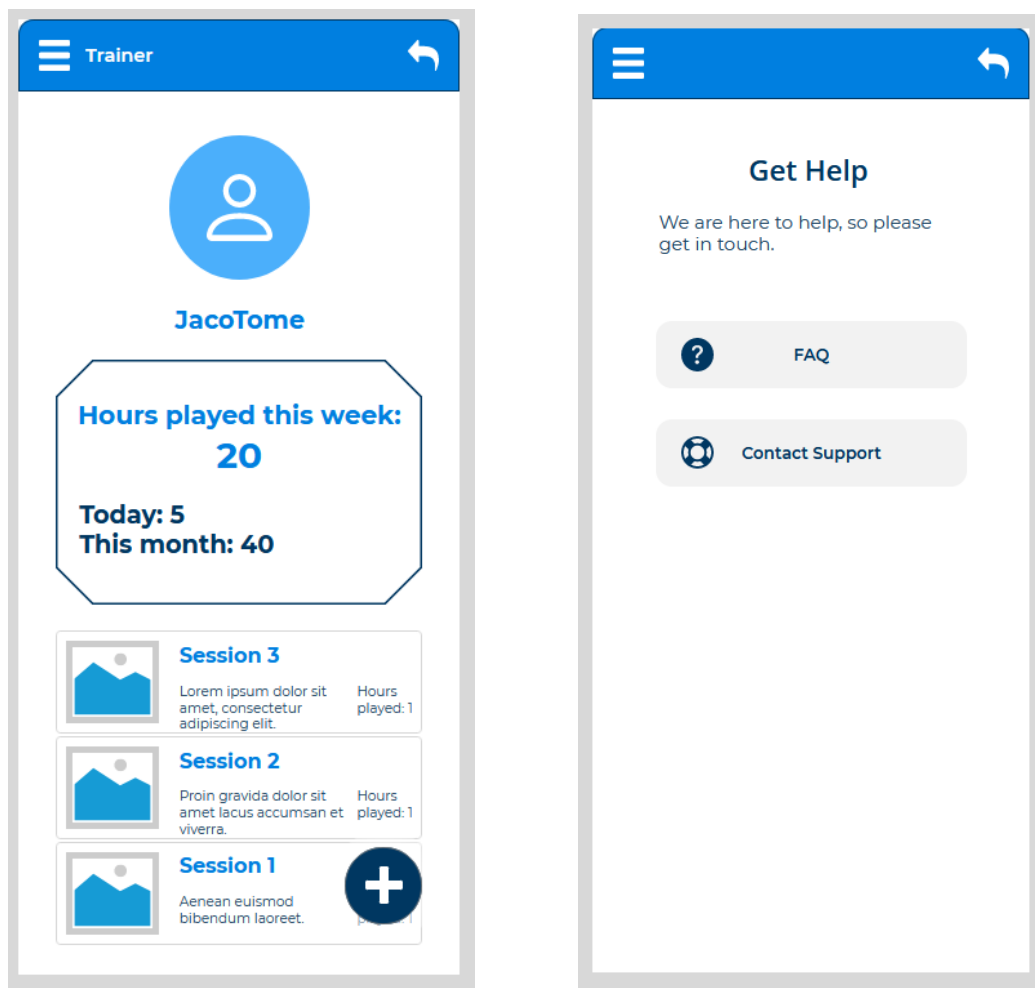 Trainer
JacoTome
Hours played this week:
20
Today: 5
This month: 40
Session 3
Lorem ipsum dolor sit
amet, consectetur
adipiscing elit.
Hours
played: 1
Session 2
Proin gravida dolor sit
amet lacus accumsan et
viverra.
Hours
played: 1
Session 1
Aenean euismod
bibendum laoreet.
Get Help
We are here to help, so please
get in touch.
FAQ
Contact Support